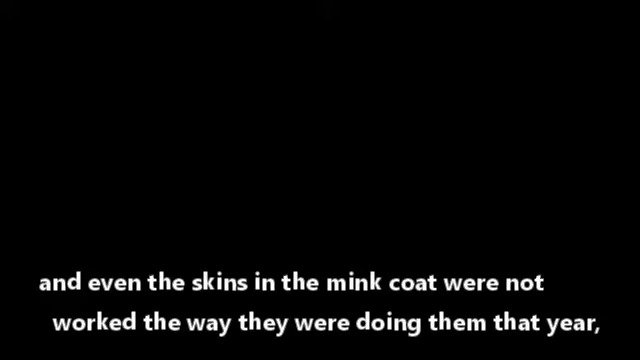 and even the skins in the mink coat were not
worked the way they were doing them that year,